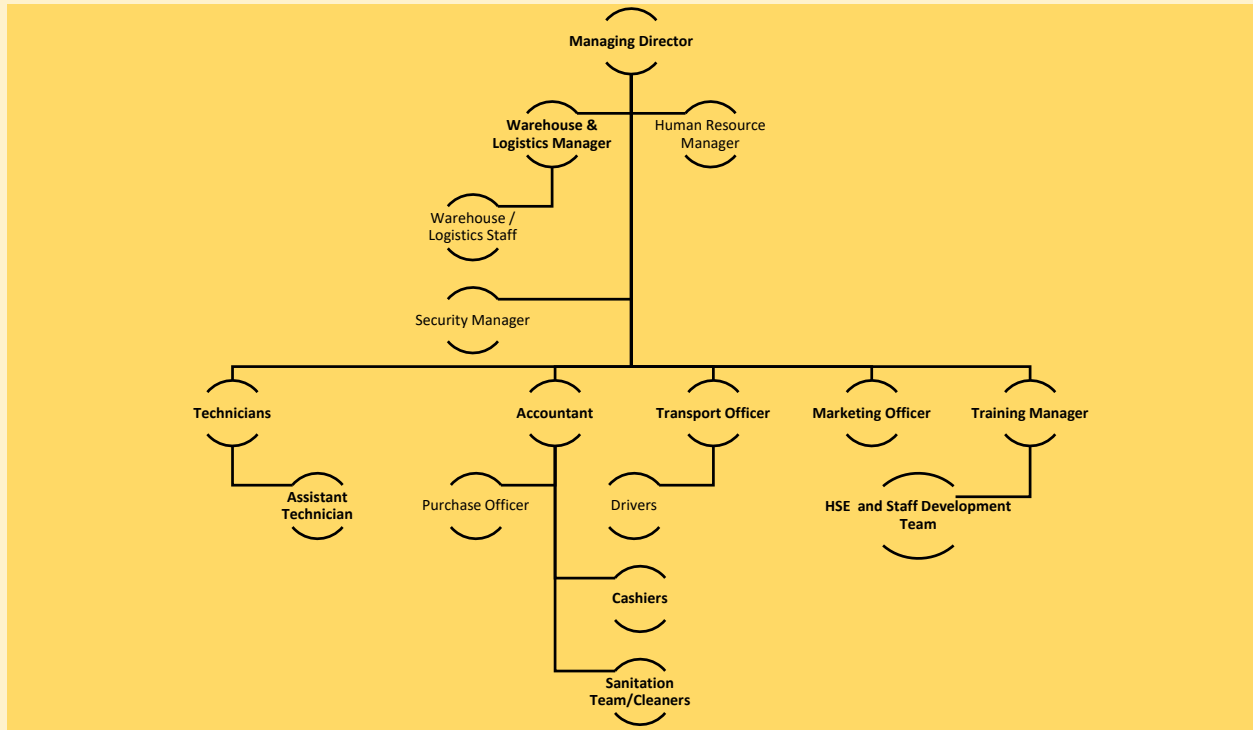 Managing Director
Warehouse &
Logistics Manager
Human Resource
Manager
Warehouse /
Logistics Staff
Security Manager
Technicians
Accountant
Transport Officer
Marketing Officer
Training Manager
Assistant
Technician
Purchase Officer
Drivers
HSE and Staff Development
Team
Cashiers
Sanitation
Team/Cleaners